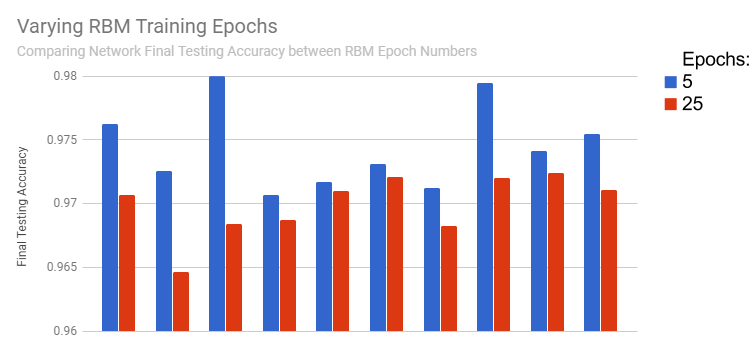 Varying RBM Training Epochs
Comparing Network Final Testing Accuracy between RBM Epoch Numbers
Epochs:
5
25
Final Testing Accuracy
0.98
0.975
0.97
0.965
0.96